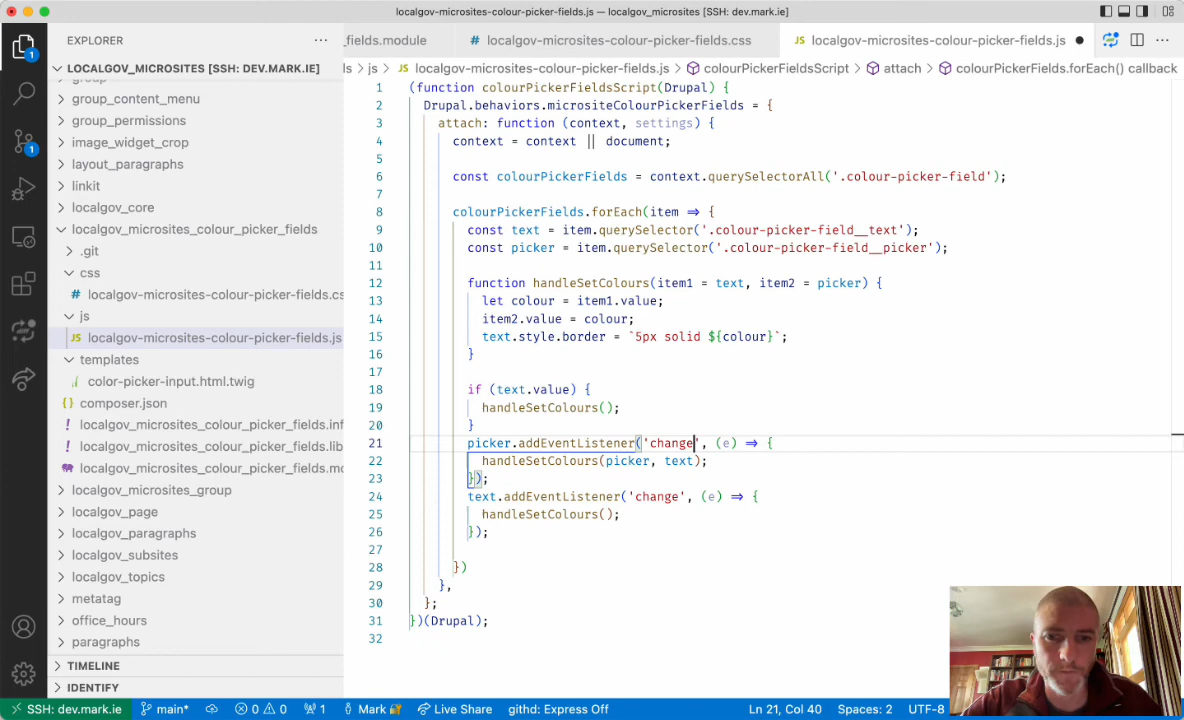 localgov-microsites-colour-picker-fields.js — localgov_microsites [SSH: dev.mark.ie]
EXPLORER
_fields.module
# localgov-microsites-colour-picker-fields.css
JS localgov-microsites-colour-picker-fields.js
LOCALGOV_MICROSITES [SSH: DEV.MARK.IE]
ls > js > JS localgov-microsites-colour-picker-fields.js > colourPickerFieldsScript > attach > colourPickerFields.forEach() callback
group_content_menu
group_permissions
image_widget_crop
layout_paragraphs
linkit
localgov_core
localgov_microsites_colour_picker_fields
.git
css
# localgov-microsites-colour-picker-fields.cs
js
JS localgov-microsites-colour-picker-fields.js
templates
color-picker-input.html.twig
{} composer.json
! localgov_microsites_colour_picker_fields.inf
! localgov_microsites_colour_picker_fields.lib
localgov_microsites_colour_picker_fields.mo
localgov_microsites_group
localgov_page
localgov_paragraphs
localgov_subsites
localgov_topics
metatag
office_hours
paragraphs
TIMELINE
IDENTIFY
1 (function colourPickerFieldsScript(Drupal) {
2 Drupal.behaviors.micrositeColourPickerFields = {
3 attach: function (context, settings) {
4 context = context || document;
5
6 const colourPickerFields = context.querySelectorAll('.colour-picker-field');
7
8 colourPickerFields.forEach(item => {
9 const text = item.querySelector('.colour-picker-field__text');
10 const picker = item.querySelector('.colour-picker-field__picker');
11
12 function handleSetColours(item1 = text, item2 = picker) {
13 let colour = item1.value;
14 item2.value = colour;
15 text.style.border = `5px solid ${colour}`;
16 }
17
18 if (text.value) {
19 handleSetColours();
20 }
21 picker.addEventListener('change', (e) => {
22 handleSetColours(picker, text);
23 });
24 text.addEventListener('change', (e) => {
25 handleSetColours();
26 });
27
28 })
29 },
30 };
31 })(Drupal);
32
1
1
SSH: dev.mark.ie main* 0 0 1 Mark Live Share githd: Express Off Ln 21, Col 40 Spaces: 2 UTF-8